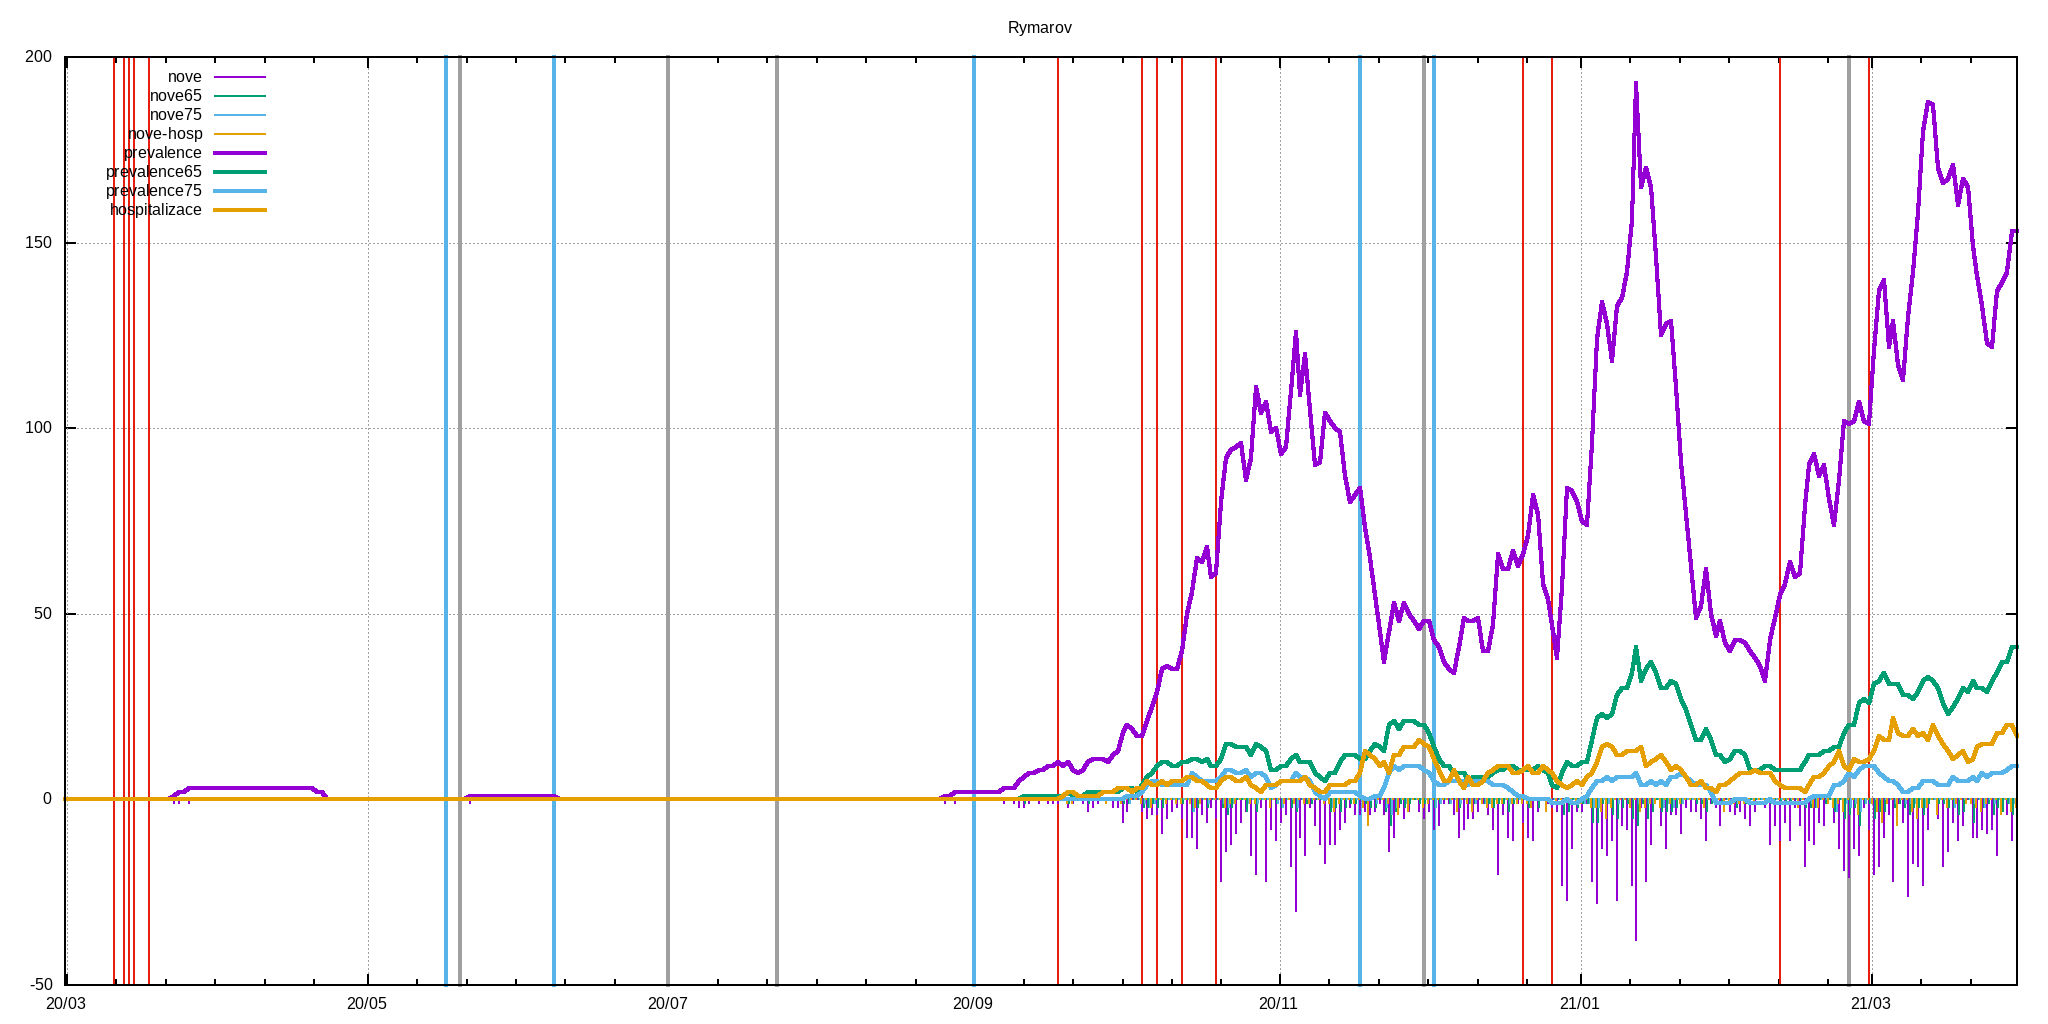 Rymarov
200
150
100
50
0
-50
nove
nove65
nove75
nove-hosp
prevalence
prevalence65
prevalence75
hospitalizace
20/03 20/05 20/07 20/09 20/11 21/01 21/03